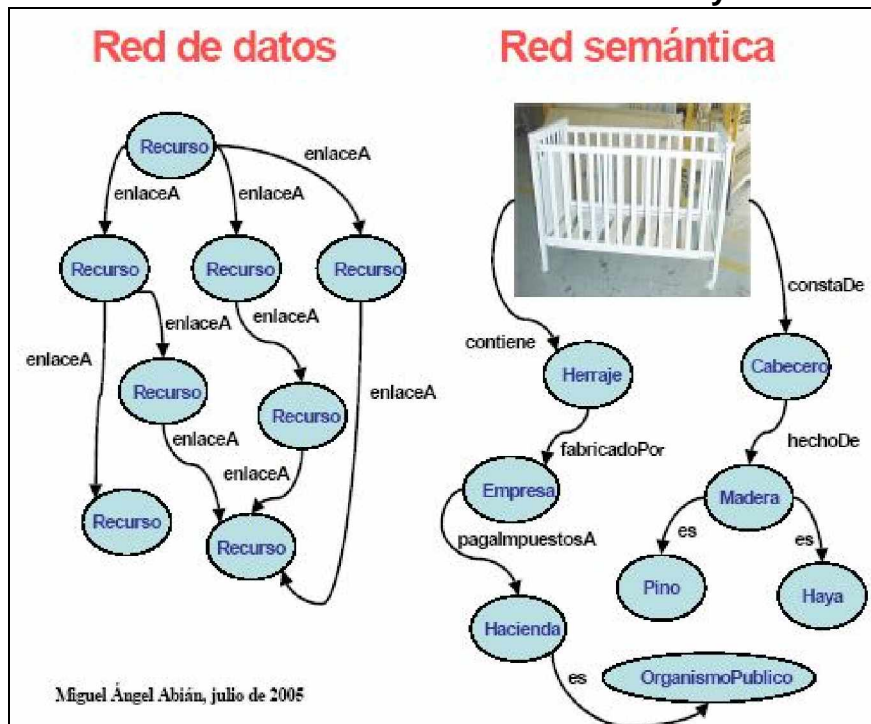 Red de datos
Red semántica
Recurso
enlaceA
enlaceA
enlaceA
Recurso
Recurso
Recurso
enlaceA
enlaceA
enlaceA
Recurso
Recurso
enlaceA
enlaceA
enlaceA
Recurso
Recurso
contiene
constaDe
Herraje
Cabecero
fabricadoPor
hechoDe
Empresa
Madera
pagaImpuestosA
es
es
Pino
Haya
Hacienda
es
OrganismoPublico
Miguel Ángel Abián, julio de 2005